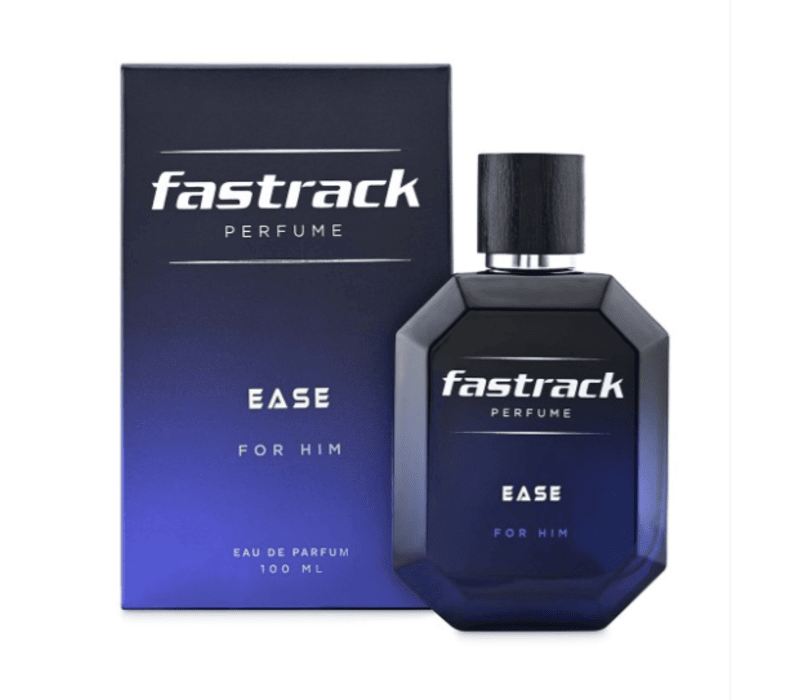 fastrack
PERFUME
EASE
FOR HIM
EAU DE PARFUM
100 ML
fastrack
PERFUME
EASE
FOR HIM